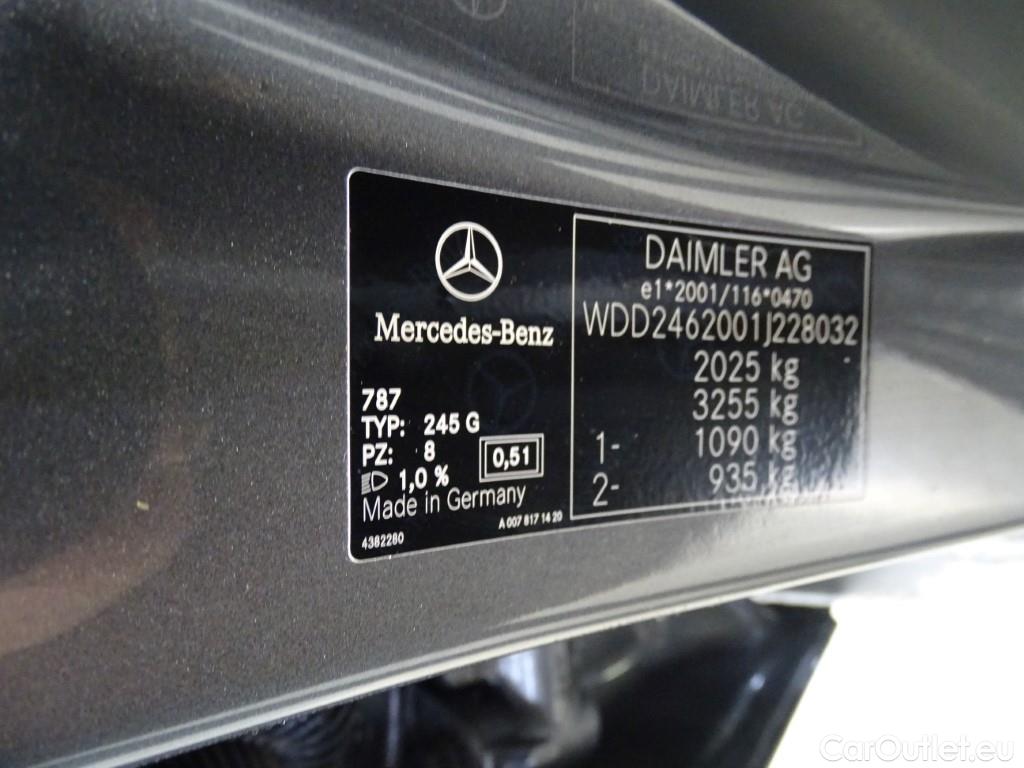 Mercedes-Benz
787
TYP: 245 G
PZ: 8
1,0 %
0,51
Made in Germany
A 007 817 14 20
4382280
DAIMLER AG
e1*2001/116*0470
WDD2462001J228032
2025 kg
3255 kg
1- 1090 kg
2- 935 kg
DAIMLER AG
CarOutlet.eu